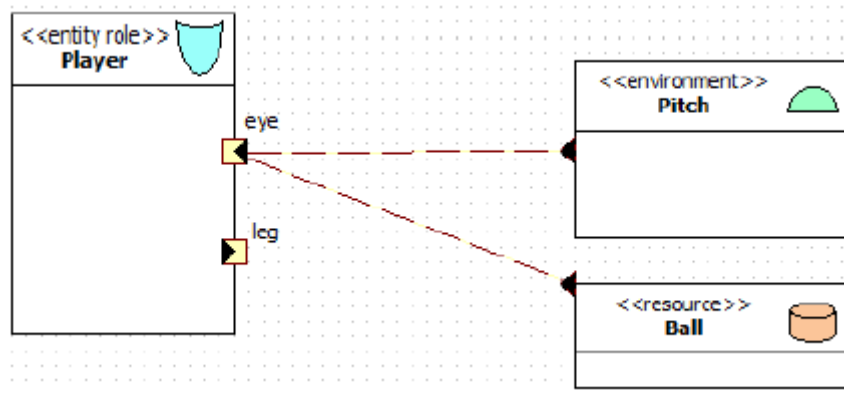 <<entity role>>
Player
eye
leg
<<environment>>
Pitch
<<resource>>
Ball